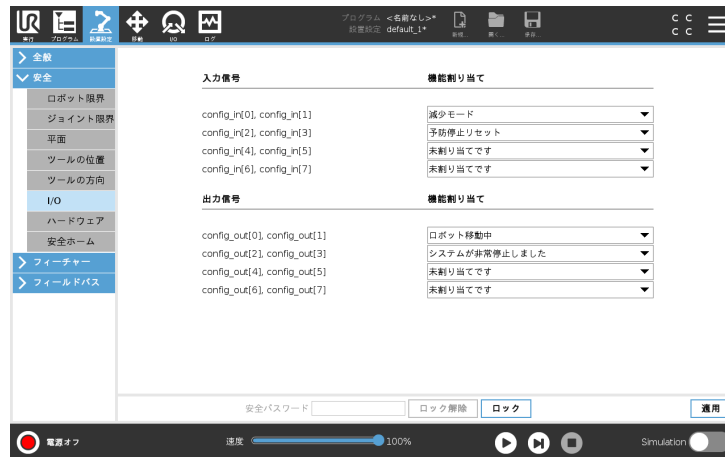 UR
プログラム <名前なし>*
設置設定 default_1*
C C
C C
実行 プログラム 設置設定 移動 I/O ログ 新規... 開く... 保存...
全般
安全
ロボット限界
ジョイント限界
平面
ツールの位置
ツールの方向
I/O
ハードウェア
安全ホーム
フィーチャー
フィールドバス
入力信号 機能割り当て
config_in[0], config_in[1] 減少モード
config_in[2], config_in[3] 予防停止リセット
config_in[4], config_in[5] 未割り当てです
config_in[6], config_in[7] 未割り当てです
出力信号 機能割り当て
config_out[0], config_out[1] ロボット移動中
config_out[2], config_out[3] システムが非常停止しました
config_out[4], config_out[5] 未割り当てです
config_out[6], config_out[7] 未割り当てです
安全パスワード ロック解除 ロック 適用
電源オフ 速度 100% Simulation